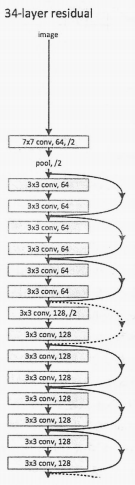 34-layer residual
image
7x7 conv, 64, /2
pool, /2
3x3 conv, 64
3x3 conv, 64
3x3 conv, 64
3x3 conv, 64
3x3 conv, 64
3x3 conv, 64
3x3 conv, 128, /2
3x3 conv, 128
3x3 conv, 128
3x3 conv, 128
3x3 conv, 128
3x3 conv, 128
3x3 conv, 128
3x3 conv, 128